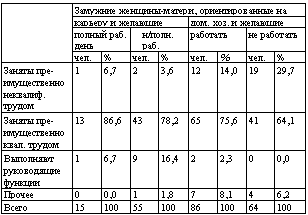 Замужние женщины-матери, ориентированные на
карьеру и желавшие дом. хоз. и желавшие
полный раб. день н/полн. раб. работать не работать
чел. % чел. % чел. % чел. %
Заняты пре-
имущественно
неквалиф.
трудом 1 6,7 2 3,6 12 14,0 19 29,7
Заняты пре-
имущественно
квал. трудом 13 86,6 43 78,2 65 75,6 41 64,1
Выполняют
руководящие
функции 1 6,7 9 16,4 2 2,3 0 0,0
Прочее 0 0,0 1 1,8 7 8,1 4 6,2
Всего 15 100 55 100 86 100 64 100